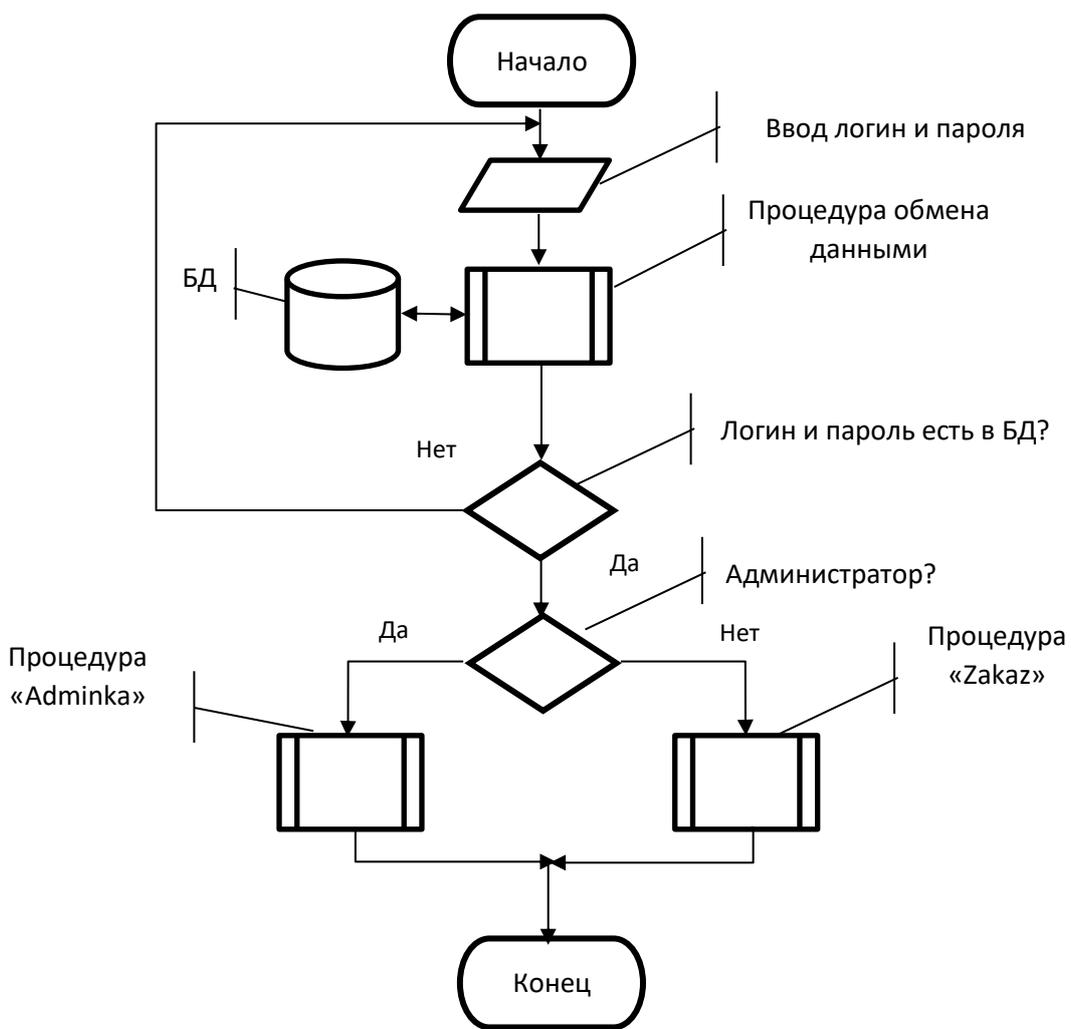 Начало
Ввод логин и пароля
Процедура обмена
данными
БД
Логин и пароль есть в БД?
Нет
Да
Администратор?
Да
Нет
Процедура
«Adminka»
Процедура
«Zakaz»
Конец